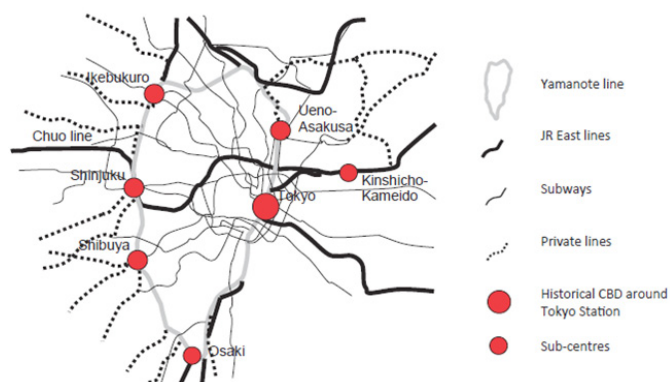 Ikebukuro
Ueno-
Asakusa
Chuo line
Shinjuku
Tokyo
Kinshicho-
Kameido
Shibuya
Osaki
Yamanote line
JR East lines
Subways
Private lines
Historical CBD around
Tokyo Station
Sub-centres